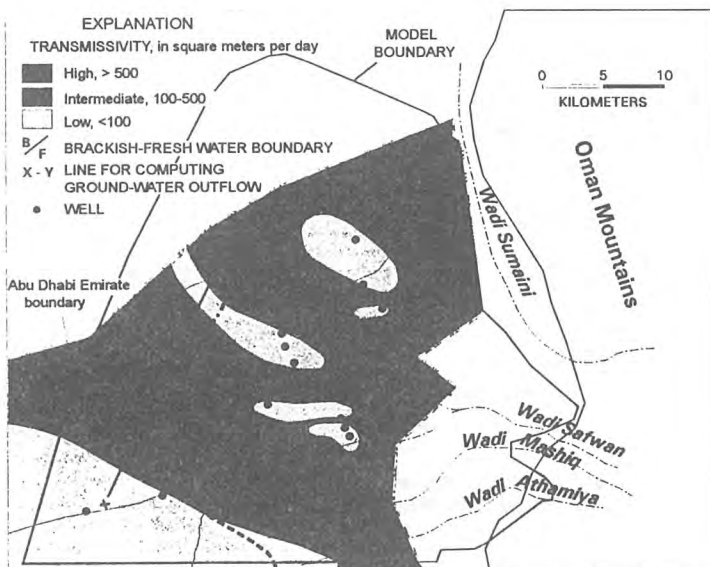 EXPLANATION
TRANSMISSIVITY, in square meters per day
High, > 500
Intermediate, 100-500
Low, <100
B
F
BRACKISH-FRESH WATER BOUNDARY
X - Y LINE FOR COMPUTING
GROUND-WATER OUTFLOW
WELL
MODEL
BOUNDARY
0 5 10
KILOMETERS
Oman Mountains
Wadi Sumaini
Abu Dhabi Emirate
boundary
Wadi Safwan
Wadi Mashiq
Wadi Athamiya
X